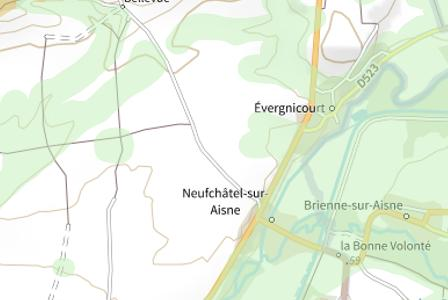 Bellevue
D523
Évergnicourt
Neufchâtel-sur-
Aisne
Brienne-sur-Aisne
la Bonne Volonté
59